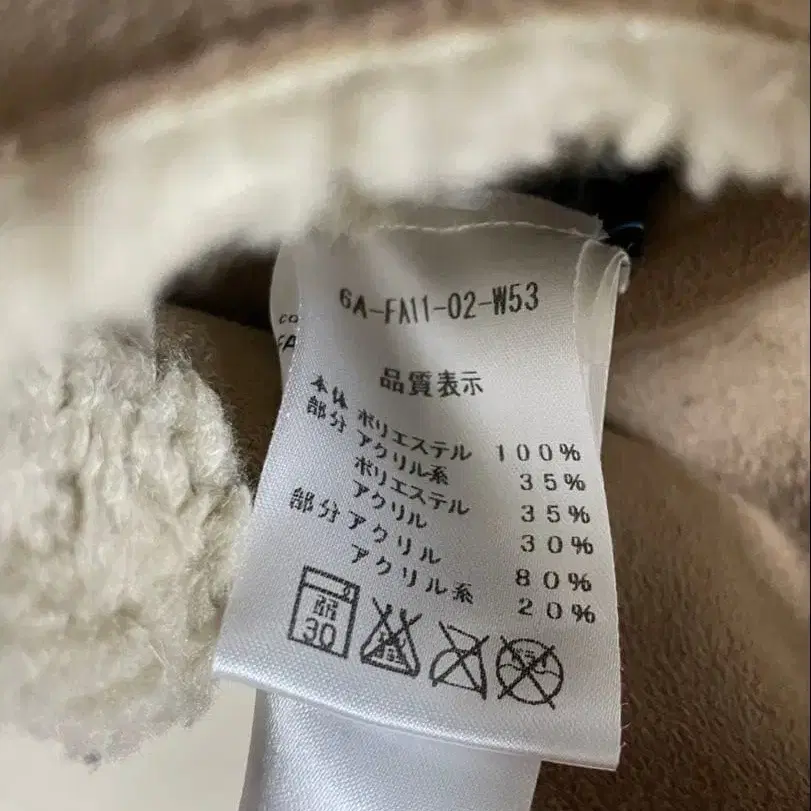 6A-FA11-02-W53
品質表示
本体 ポリエステル 100%
部分 アクリル系 35%
ポリエステル 35%
アクリル 30%
部分 アクリル 80%
アクリル系 20%
弱
30